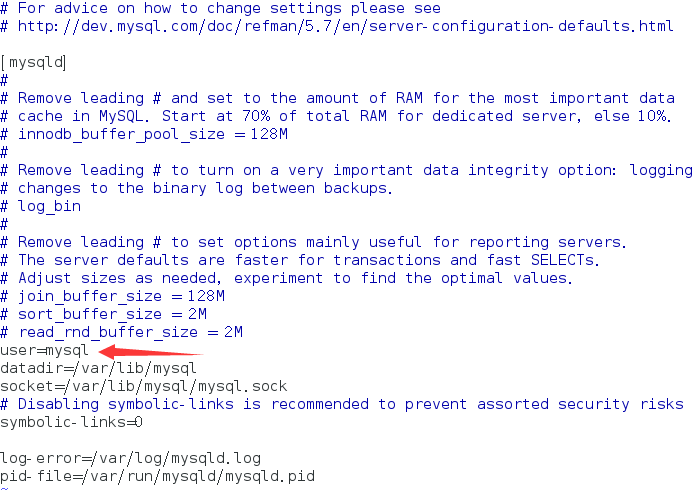 # For advice on how to change settings please see
# http://dev.mysql.com/doc/refman/5.7/en/server-configuration-defaults.html
[mysqld]
#
# Remove leading # and set to the amount of RAM for the most important data
# cache in MySQL. Start at 70% of total RAM for dedicated server, else 10%.
# innodb_buffer_pool_size = 128M
#
# Remove leading # to turn on a very important data integrity option: logging
# changes to the binary log between backups.
# log_bin
#
# Remove leading # to set options mainly useful for reporting servers.
# The server defaults are faster for transactions and fast SELECTs.
# Adjust sizes as needed, experiment to find the optimal values.
# join_buffer_size = 128M
# sort_buffer_size = 2M
# read_rnd_buffer_size = 2M
user=mysql
datadir=/var/lib/mysql
socket=/var/lib/mysql/mysql.sock
# Disabling symbolic-links is recommended to prevent assorted security risks
symbolic-links=0
log-error=/var/log/mysqld.log
pid-file=/var/run/mysqld/mysqld.pid
~